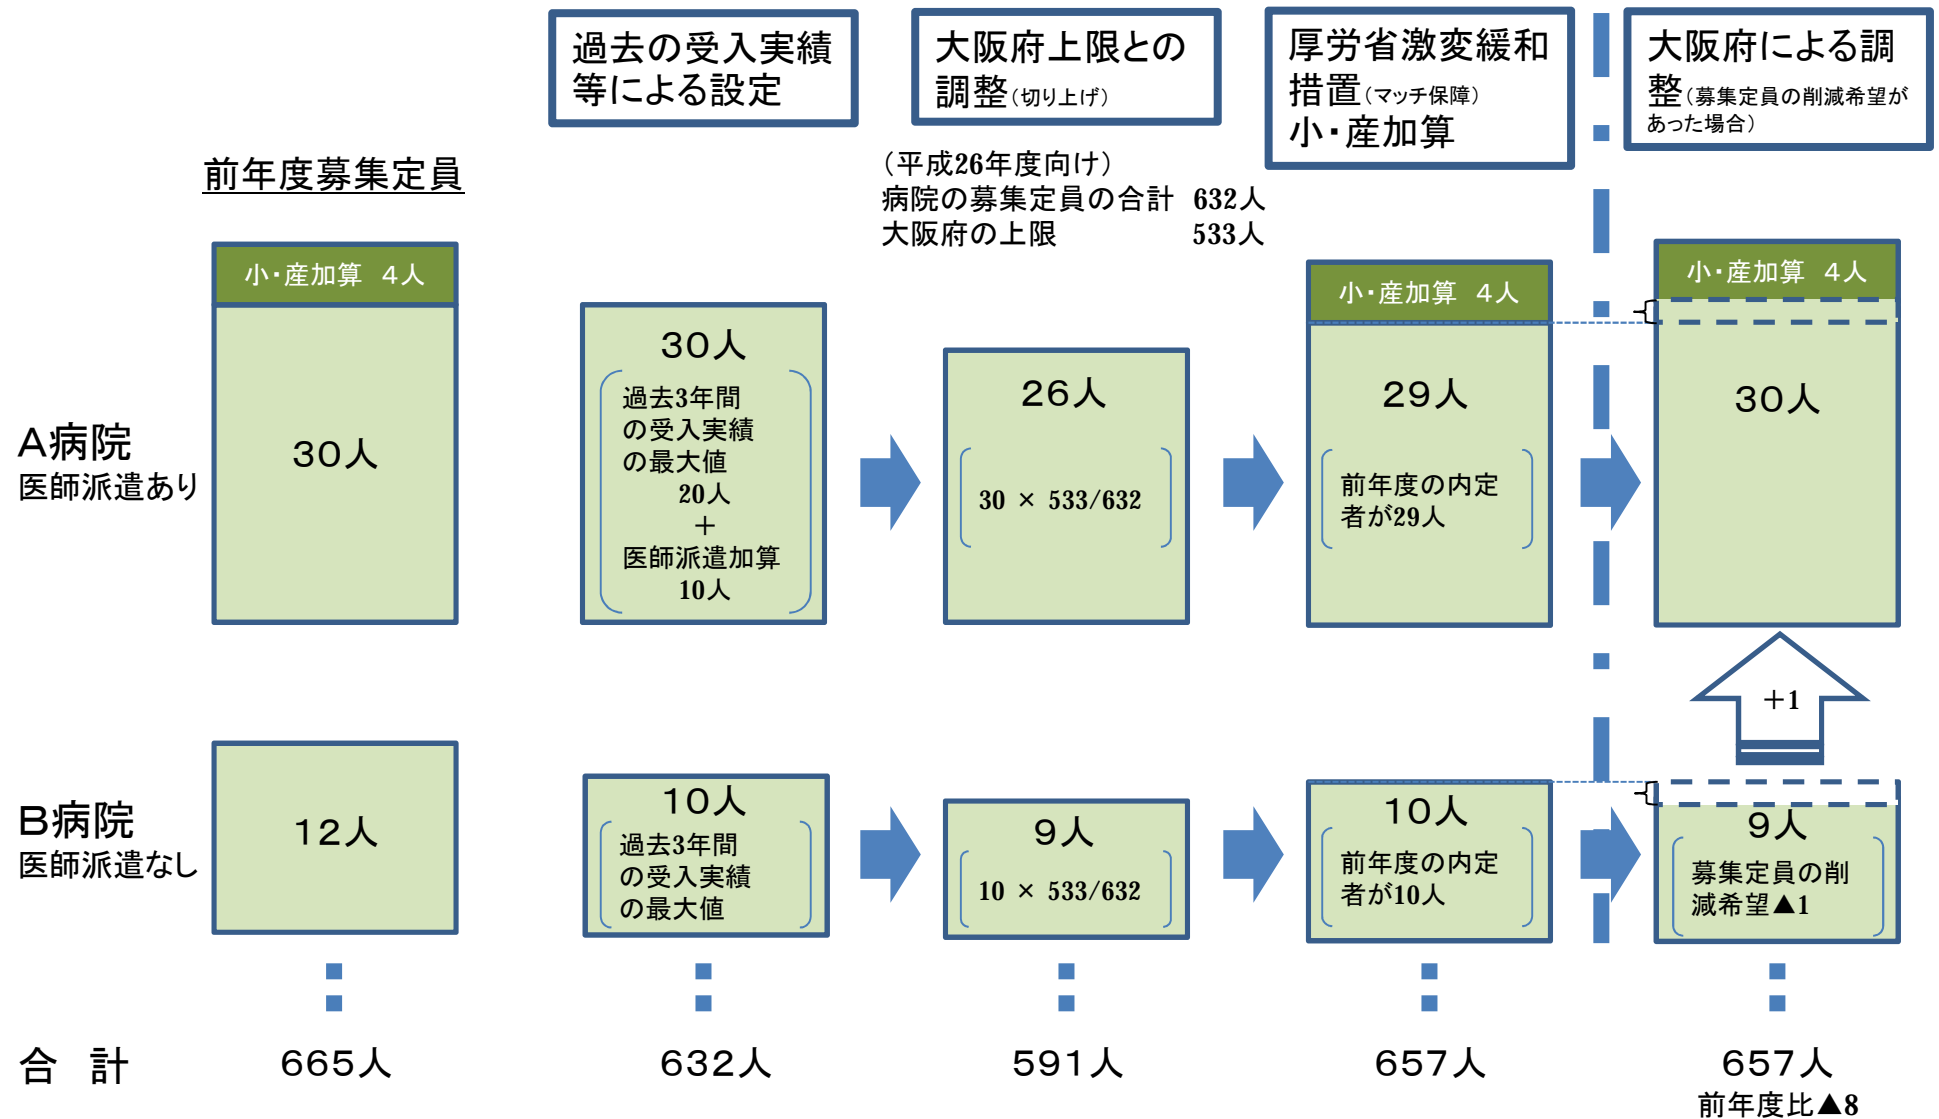 過去の受入実績
等による設定
大阪府上限との
調整(切り上げ)
厚労省激変緩和
措置(マッチ保障)
小・産加算
大阪府による調
整(募集定員の削減希望が
あった場合)
前年度募集定員
(平成26年度向け)
病院の募集定員の合計 632人
大阪府の上限 533人
A病院
医師派遣あり
小・産加算 4人
30人
30人
過去3年間
の受入実績
の最大値
20人
+
医師派遣加算
10人
26人
30 × 533/632
小・産加算 4人
29人
前年度の内定
者が29人
小・産加算 4人
30人
+1
B病院
医師派遣なし
12人
10人
過去3年間
の受入実績
の最大値
9人
10 × 533/632
10人
前年度の内定
者が10人
9人
募集定員の削
減希望▲1
合 計
665人
632人
591人
657人
657人
前年度比▲8